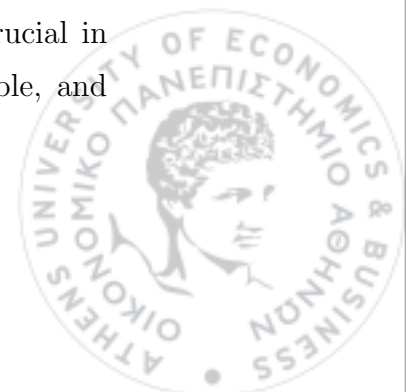 rucial in
ble, and
ATHENS UNIVERSITY OF ECONOMICS & BUSINESS
ΟΙΚΟΝΟΜΙΚΟ ΠΑΝΕΠΙΣΤΗΜΙΟ ΑΘΗΝΩΝ